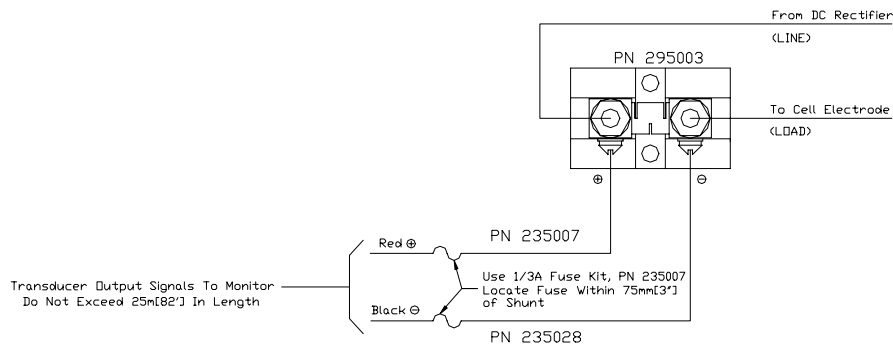 From DC Rectifier
(LINE)
PN 295003
To Cell Electrode
(LOAD)
⊕ ⊖
PN 235007
Red ⊕
Use 1/3A Fuse Kit, PN 235007
Locate Fuse Within 75mm[3"]
of Shunt
Transducer Output Signals To Monitor
Do Not Exceed 25m[82'] In Length
Black ⊖
PN 235028